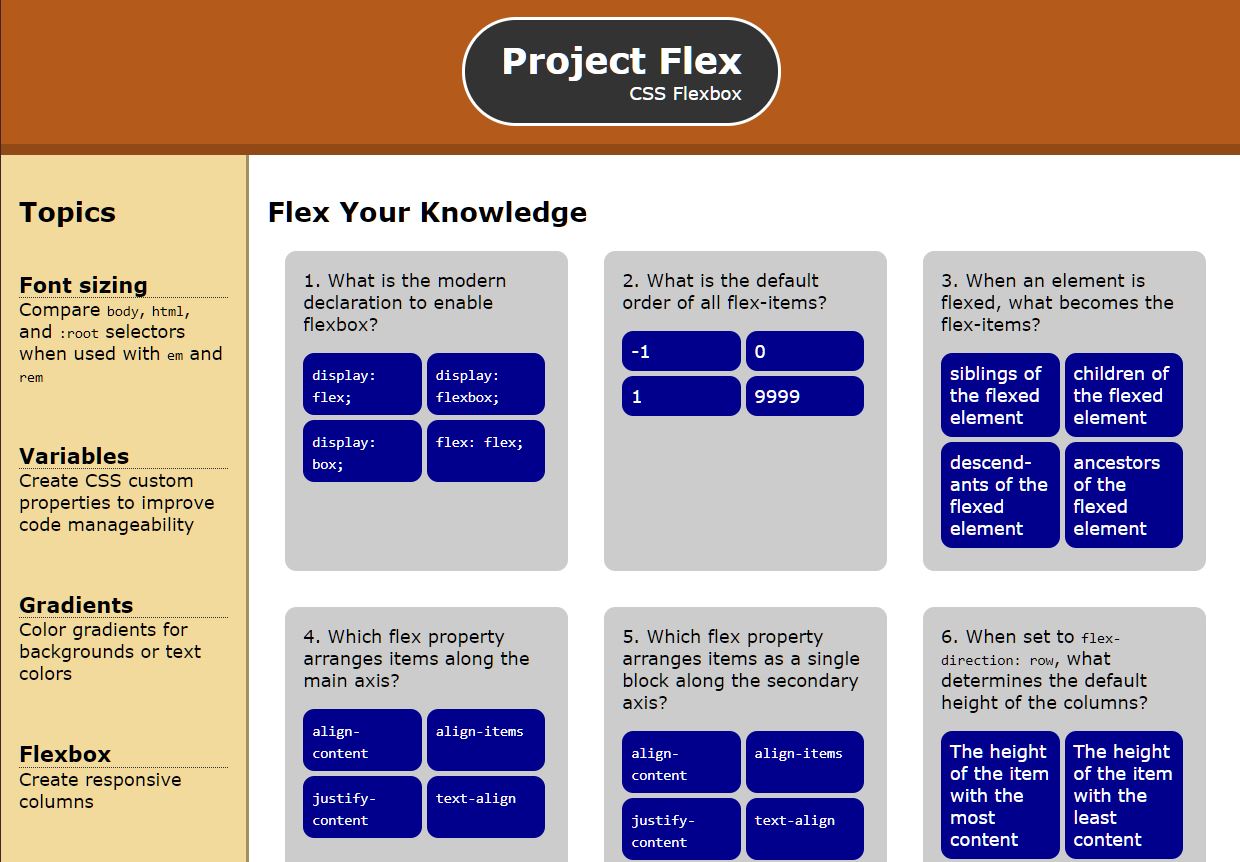 Project Flex
CSS Flexbox
Topics
Font sizing
Compare body, html,
and :root selectors
when used with em and
rem
Variables
Create CSS custom
properties to improve
code manageability
Gradients
Color gradients for
backgrounds or text
colors
Flexbox
Create responsive
columns
Flex Your Knowledge
1. What is the modern
declaration to enable
flexbox?
display:
flex;
display:
flexbox;
display:
box;
flex: flex;
2. What is the default
order of all flex-items?
-1
0
1
9999
3. When an element is
flexed, what becomes the
flex-items?
siblings of
the flexed
element
children of
the flexed
element
descend-
ants of the
flexed
element
ancestors
of the
flexed
element
4. Which flex property
arranges items along the
main axis?
align-
content
align-items
justify-
content
text-align
5. Which flex property
arranges items as a single
block along the secondary
axis?
align-
content
align-items
justify-
content
text-align
6. When set to flex-
direction: row, what
determines the default
height of the columns?
The height
of the item
with the
most
content
The height
of the item
with the
least
content